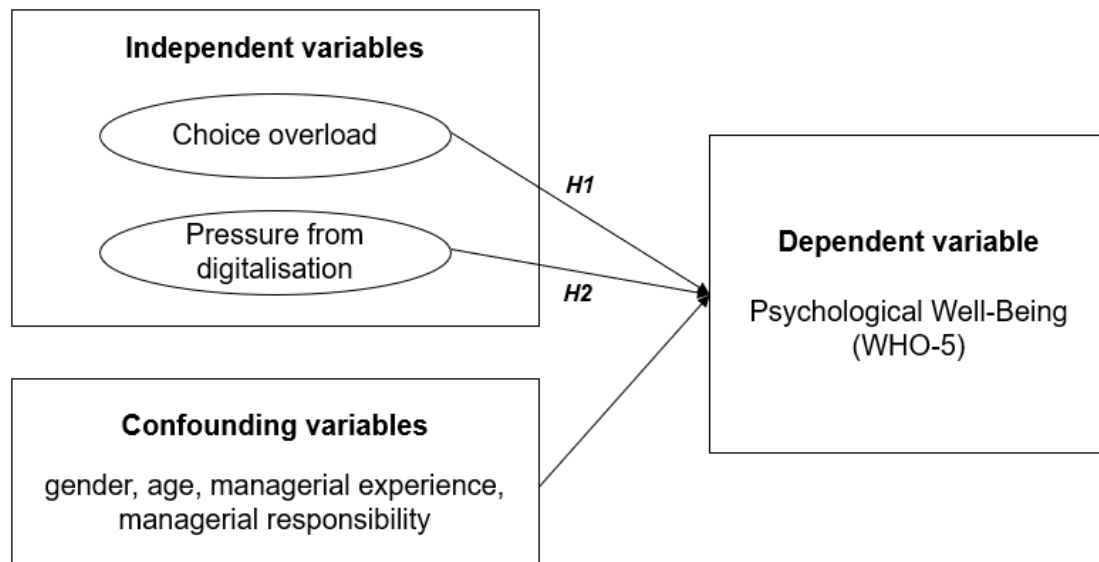 Independent variables
Choice overload
Pressure from
digitalisation
H1
H2
Dependent variable
Psychological Well-Being
(WHO-5)
Confounding variables
gender, age, managerial experience,
managerial responsibility